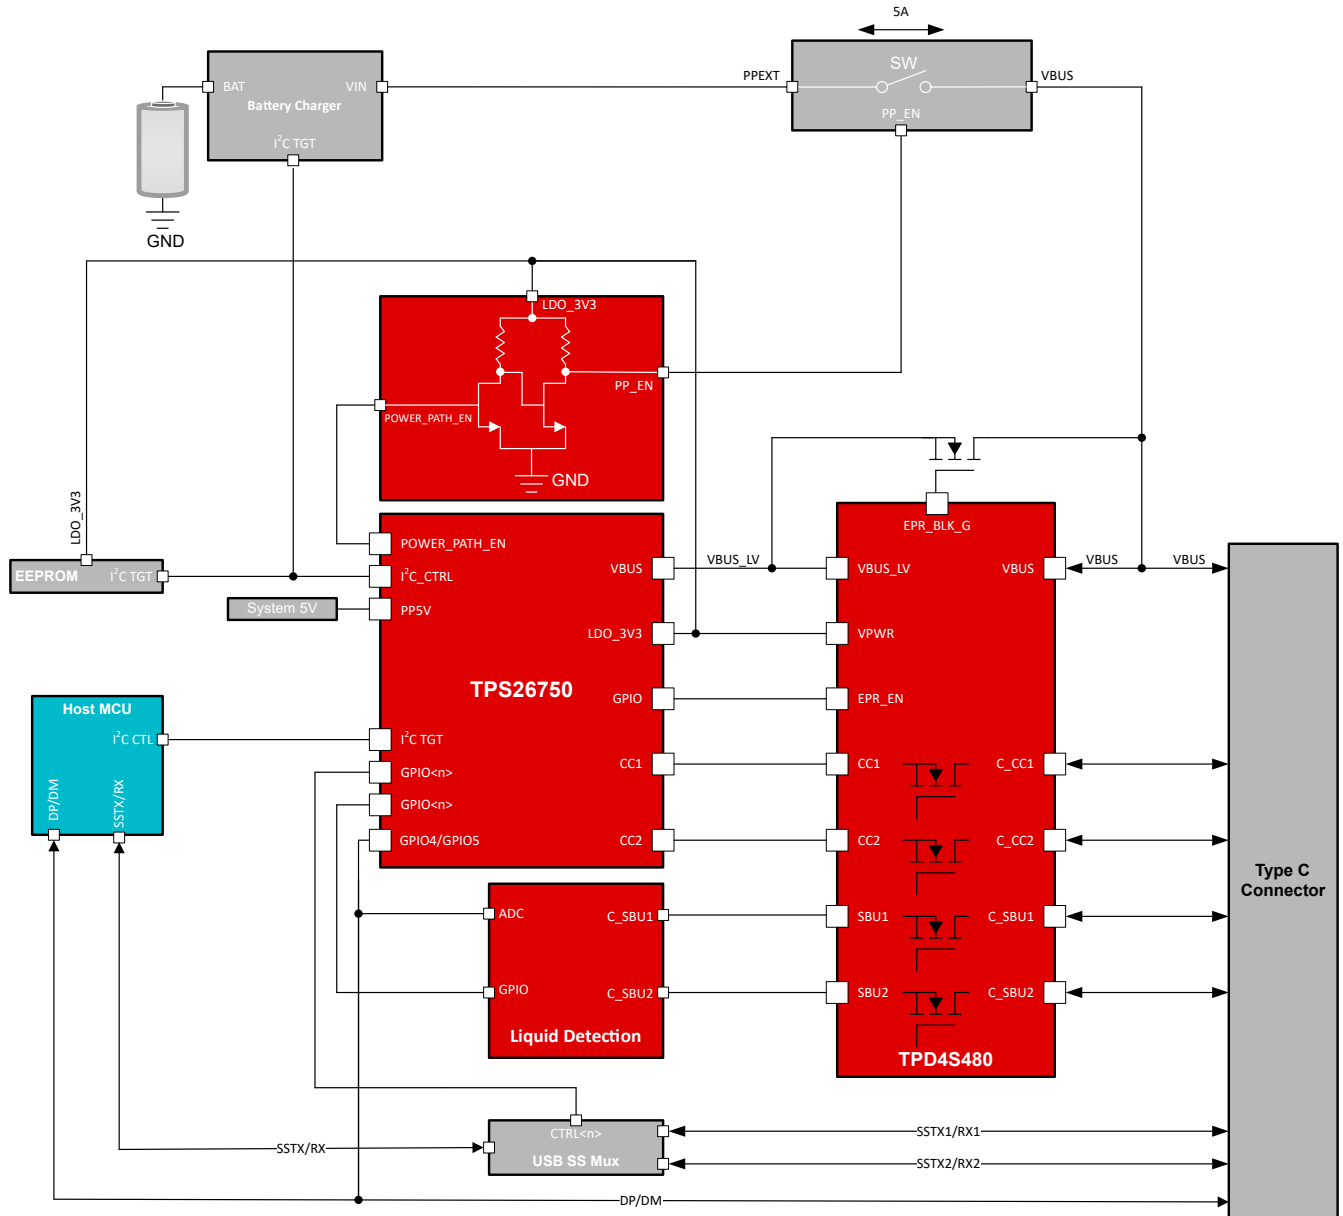 5A
SW
PPEXT
VBUS
PP_EN
BAT
VIN
Battery Charger
I²C TGT
GND
LDO_3V3
PP_EN
POWER_PATH_EN
GND
LDO_3V3
EEPROM
I²C TGT
System 5V
POWER_PATH_EN
I²C_CTRL
PP5V
VBUS
LDO_3V3
TPS26750
GPIO
I²C TGT
GPIO<n>
GPIO<n>
GPIO4/GPIO5
CC1
CC2
VBUS_LV
EPR_BLK_G
VBUS_LV
VBUS
VPWR
EPR_EN
CC1
C_CC1
CC2
C_CC2
SBU1
C_SBU1
SBU2
C_SBU2
TPD4S480
VBUS
VBUS
Type C
Connector
Host MCU
I²C CTL
DP/DM
SSTX/RX
ADC
C_SBU1
GPIO
C_SBU2
Liquid Detection
CTRL<n>
USB SS Mux
SSTX/RX
SSTX1/RX1
SSTX2/RX2
DP/DM